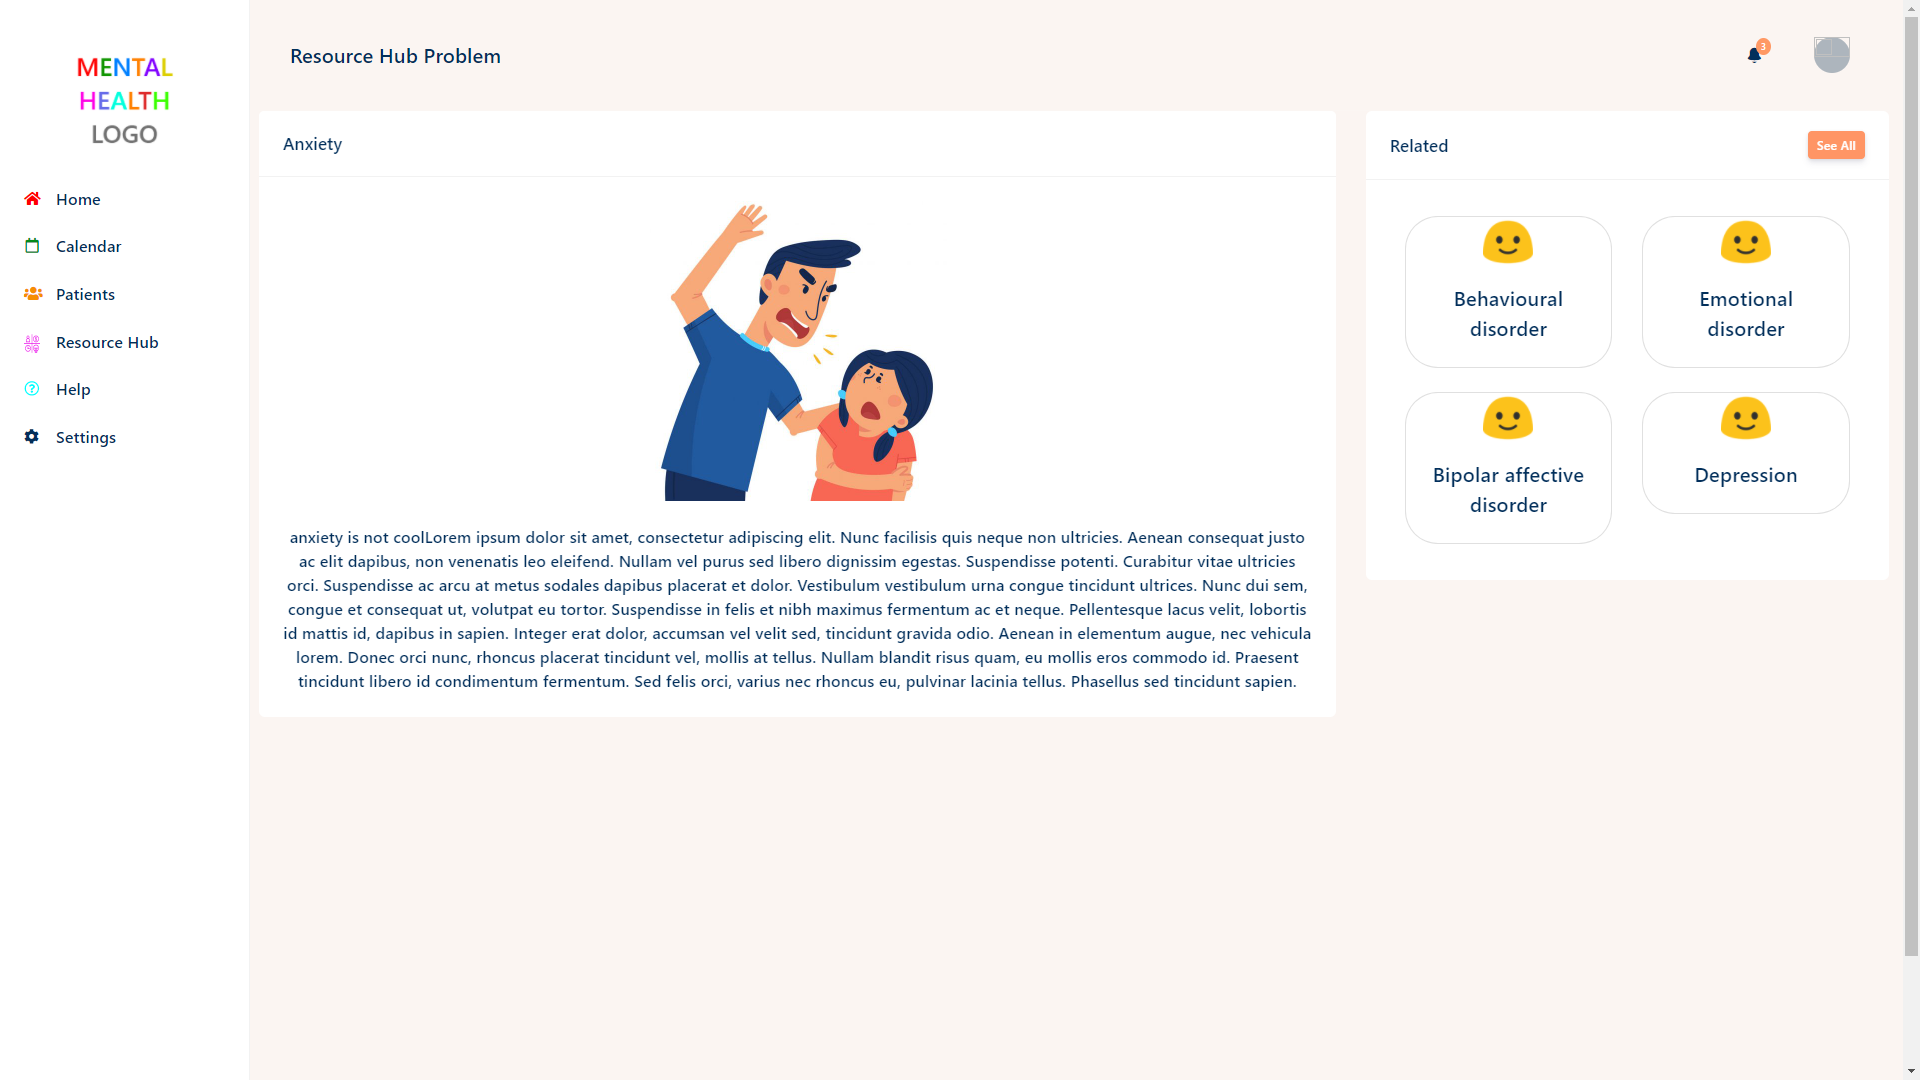 MENTAL
HEALTH
LOGO
Home
Calendar
Patients
Resource Hub
Help
Settings
Resource Hub Problem
3
Anxiety
anxiety is not coolLorem ipsum dolor sit amet, consectetur adipiscing elit. Nunc facilisis quis neque non ultricies. Aenean consequat justo
ac elit dapibus, non venenatis leo eleifend. Nullam vel purus sed libero dignissim egestas. Suspendisse potenti. Curabitur vitae ultricies
orci. Suspendisse ac arcu at metus sodales dapibus placerat et dolor. Vestibulum vestibulum urna congue tincidunt ultrices. Nunc dui sem,
congue et consequat ut, volutpat eu tortor. Suspendisse in felis et nibh maximus fermentum ac et neque. Pellentesque lacus velit, lobortis
id mattis id, dapibus in sapien. Integer erat dolor, accumsan vel velit sed, tincidunt gravida odio. Aenean in elementum augue, nec vehicula
lorem. Donec orci nunc, rhoncus placerat tincidunt vel, mollis at tellus. Nullam blandit risus quam, eu mollis eros commodo id. Praesent
tincidunt libero id condimentum fermentum. Sed felis orci, varius nec rhoncus eu, pulvinar lacinia tellus. Phasellus sed tincidunt sapien.
Related
See All
Behavioural
disorder
Emotional
disorder
Bipolar affective
disorder
Depression